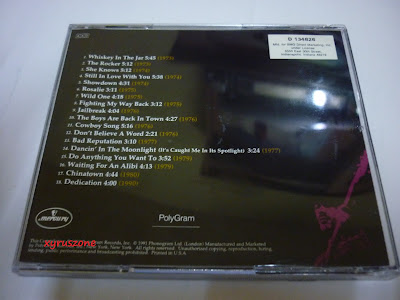 D 134626
1. Whiskey In The Jar 5:45 (1973)
2. The Rocker 5:12 (1973)
3. She Knows 5:12 (1974)
4. Still In Love With You 5:38 (1974)
5. Showdown 4:31 (1974)
6. Rosalie 3:11 (1975)
7. Wild One 4:18 (1975)
8. Fighting My Way Back 3:12 (1975)
9. Jailbreak 4:04 (1976)
10. The Boys Are Back In Town 4:27 (1976)
11. Cowboy Song 5:16 (1976)
12. Don't Believe A Word 2:21 (1976)
13. Bad Reputation 3:10 (1977)
14. Dancin' In The Moonlight (It's Caught Me In Its Spotlight) 3:24 (1977)
15. Do Anything You Want To 3:52 (1979)
16. Waiting For An Alibi 4:13 (1979)
17. Chinatown 4:44 (1980)
18. Dedication 4:00 (1990)
mercury
PolyGram
syruszone